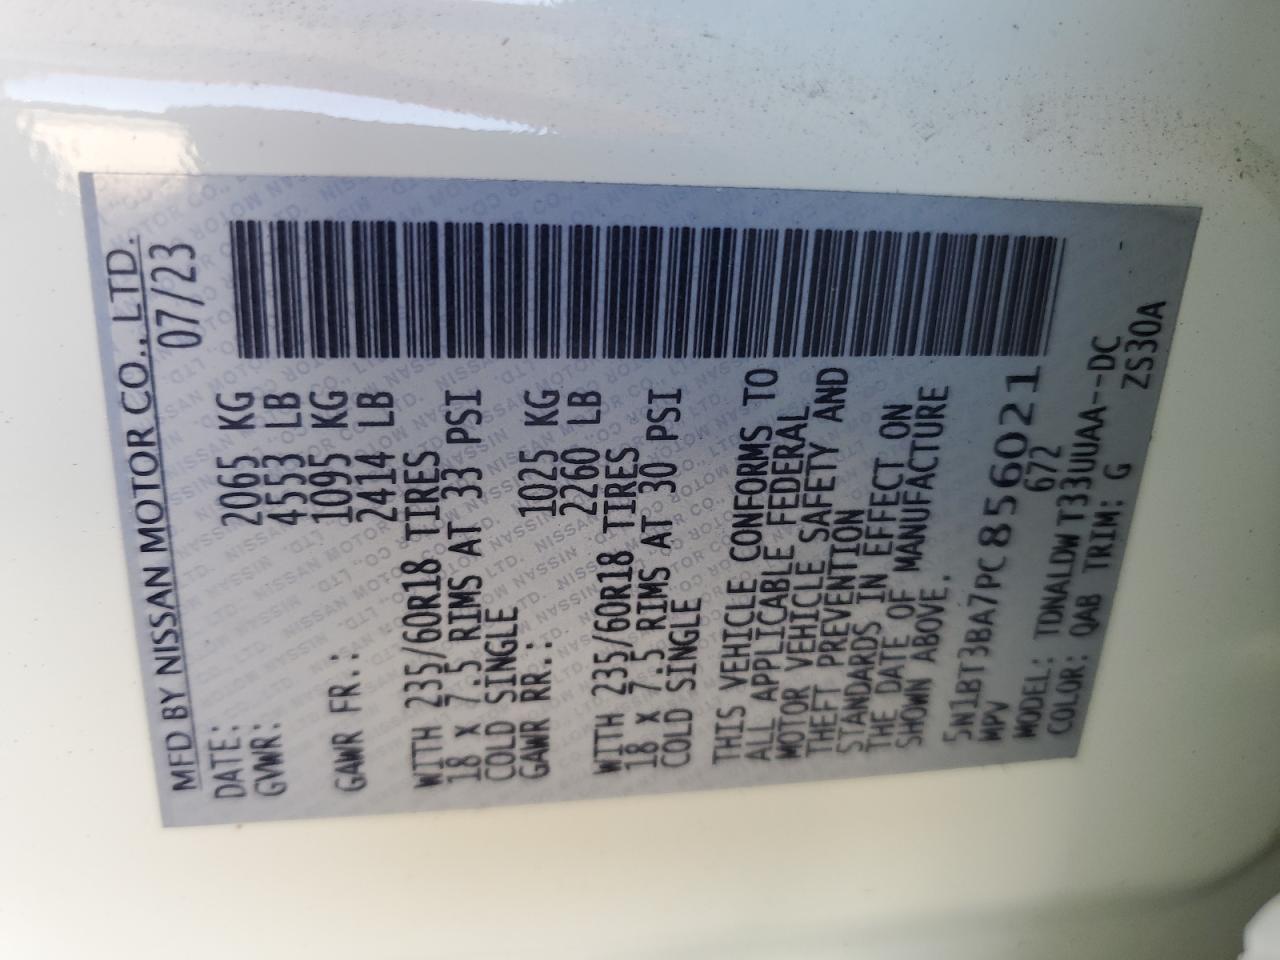 MFD BY NISSAN MOTOR CO., LTD.
DATE: 07/23
GVWR: 2065 KG
4553 LB
GAWR FR.: 1095 KG
2414 LB
WITH 235/60R18 TIRES
18 X 7.5 RIMS AT 33 PSI
COLD SINGLE
GAWR RR.: 1025 KG
2260 LB
WITH 235/60R18 TIRES
18 X 7.5 RIMS AT 30 PSI
COLD SINGLE
THIS VEHICLE CONFORMS TO
ALL APPLICABLE FEDERAL
MOTOR VEHICLE SAFETY AND
THEFT PREVENTION
STANDARDS IN EFFECT ON
THE DATE OF MANUFACTURE
SHOWN ABOVE.
5N1BT3BA7PC856021
MPV 672
MODEL: TDNALDWT33UUAA--DC
COLOR: QAB TRIM: G ZS30A